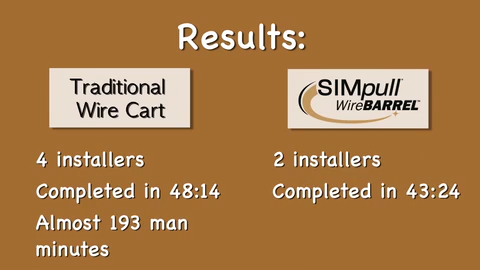 Results:
Traditional
Wire Cart
4 installers
Completed in 48:14
Almost 193 man
minutes
SIMpull
WireBARREL™
2 installers
Completed in 43:24